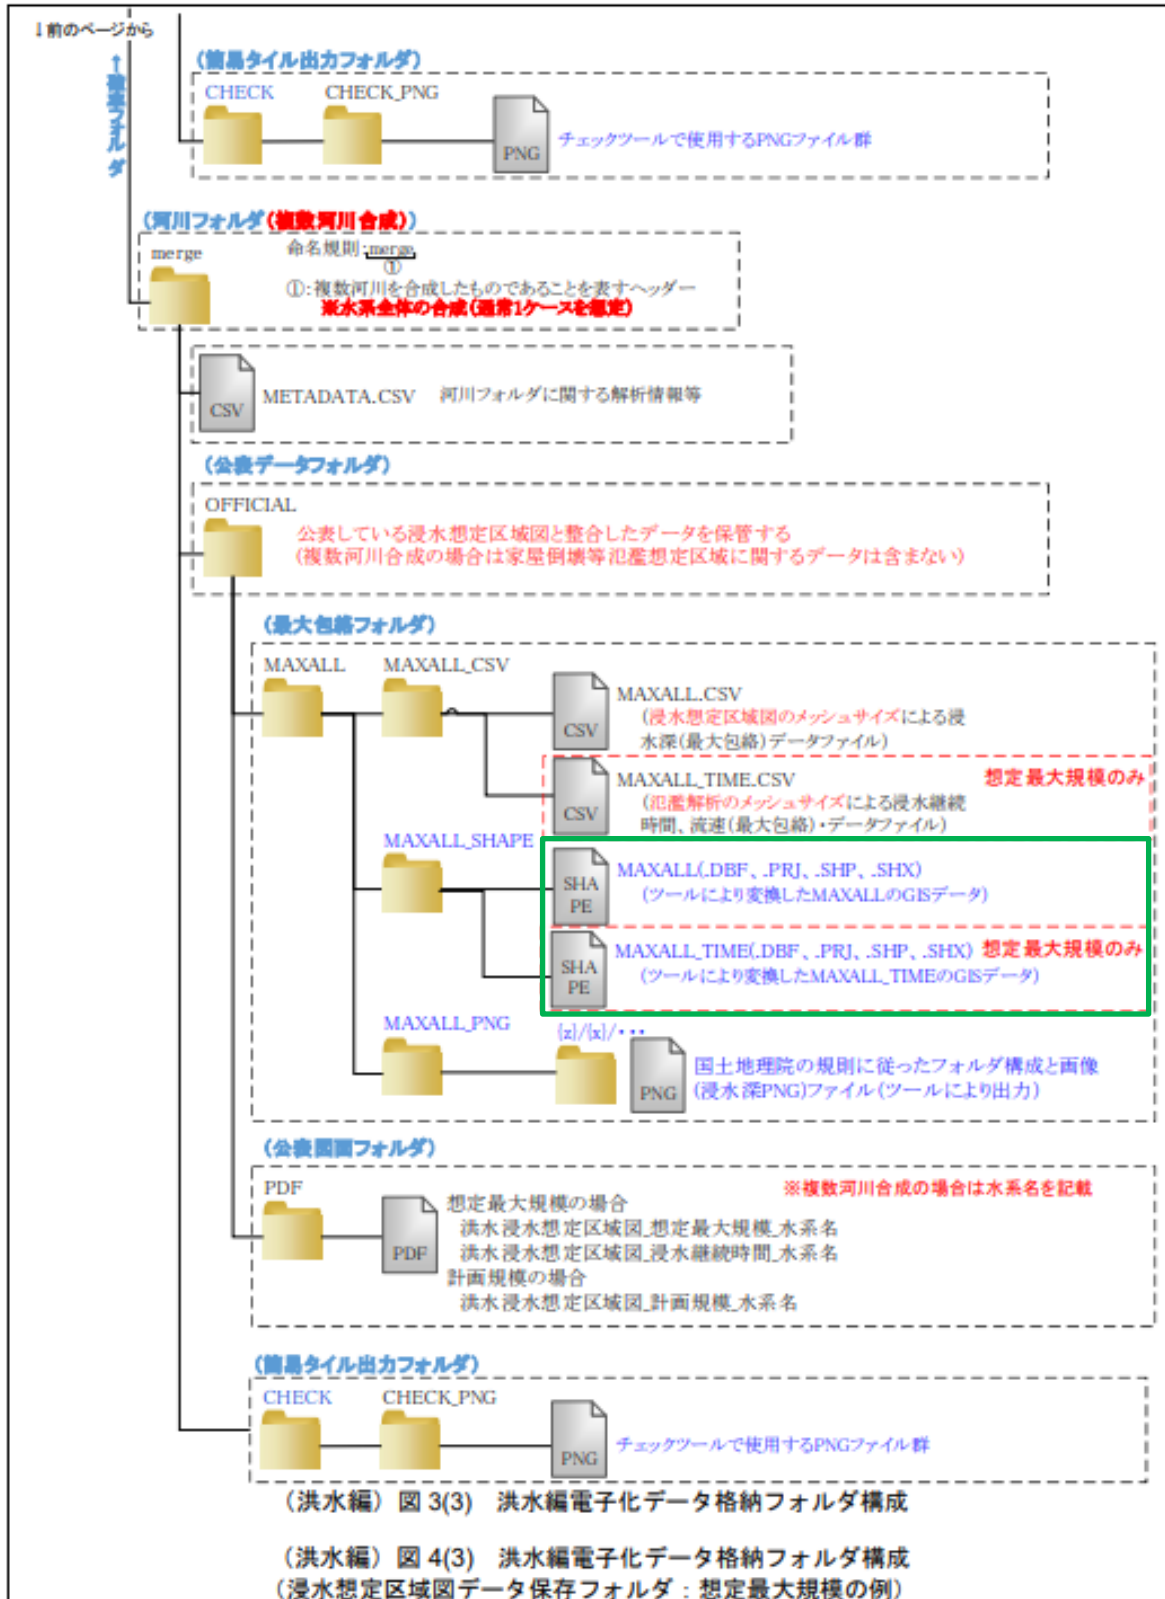 ↓前のページから
↑確率フォルダ
(簡易タイル出力フォルダ)
CHECK
CHECK_PNG
PNG
チェックツールで使用するPNGファイル群
(河川フォルダ(複数河川合成))
merge
命名規則:merge
①
①:複数河川を合成したものであることを表すヘッダー
※水系全体の合成(通常1ケースを想定)
CSV
METADATA.CSV 河川フォルダに関する解析情報等
(公表データフォルダ)
OFFICIAL
公表している浸水想定区域図と整合したデータを保管する
(複数河川合成の場合は家屋倒壊等氾濫想定区域に関するデータは含まない)
(最大包絡フォルダ)
MAXALL
MAXALL_CSV
CSV
MAXALL.CSV
(浸水想定区域図のメッシュサイズによる浸
水深(最大包絡)データファイル)
CSV
MAXALL_TIME.CSV 想定最大規模のみ
(氾濫解析のメッシュサイズによる浸水継続
時間、流速(最大包絡)・データファイル)
MAXALL_SHAPE
SHA
PE
MAXALL(.DBF、.PRJ、.SHP、.SHX)
(ツールにより変換したMAXALLのGISデータ)
SHA
PE
MAXALL_TIME(.DBF、.PRJ、.SHP、.SHX) 想定最大規模のみ
(ツールにより変換したMAXALL_TIMEのGISデータ)
MAXALL_PNG
{z}/{x}/・・・
PNG
国土地理院の規則に従ったフォルダ構成と画像
(浸水深PNG)ファイル(ツールにより出力)
(公表図面フォルダ)
PDF
※複数河川合成の場合は水系名を記載
PDF
想定最大規模の場合
洪水浸水想定区域図_想定最大規模_水系名
洪水浸水想定区域図_浸水継続時間_水系名
計画規模の場合
洪水浸水想定区域図_計画規模_水系名
(簡易タイル出力フォルダ)
CHECK
CHECK_PNG
PNG
チェックツールで使用するPNGファイル群
(洪水編) 図 3(3) 洪水編電子化データ格納フォルダ構成
(洪水編) 図 4(3) 洪水編電子化データ格納フォルダ構成
(浸水想定区域図データ保存フォルダ:想定最大規模の例)